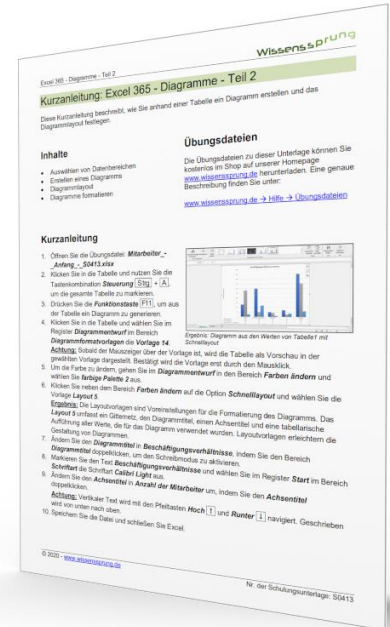 Wissenssprung
Excel 365 - Diagramme - Teil 2
Kurzanleitung: Excel 365 - Diagramme - Teil 2
Diese Kurzanleitung beschreibt, wie Sie anhand einer Tabelle ein Diagramm erstellen und das
Diagrammlayout festlegen.
Inhalte
• Auswählen von Datenbereichen
• Erstellen eines Diagramms
• Diagrammlayout
• Diagramme formatieren
Übungsdateien
Die Übungsdateien zu dieser Unterlage können Sie
kostenlos im Shop auf unserer Homepage
www.wissenssprung.de herunterladen. Eine genaue
Beschreibung finden Sie unter:
www.wissenssprung.de → Hilfe → Übungsdateien
Kurzanleitung
1. Öffnen Sie die Übungsdatei: Mitarbeiter_-
_Anfang_-_S0413.xlsx
2. Klicken Sie in die Tabelle und nutzen Sie die
Tastenkombination Steuerung Strg + A,
um die gesamte Tabelle zu markieren.
3. Drücken Sie die Funktionstaste F11, um aus
der Tabelle ein Diagramm zu generieren.
4. Klicken Sie in die Tabelle und wählen Sie im
Register Diagrammentwurf im Bereich
Diagrammformatvorlagen die Vorlage 14.
Achtung: Sobald der Mauszeiger über der Vorlage ist, wird die Tabelle als Vorschau in der
gewählten Vorlage dargestellt. Bestätigt wird die Vorlage erst durch den Mausklick.
Ergebnis: Diagramm aus den Werten von Tabelle1 mit
Schnelllayout
5. Um die Farbe zu ändern, gehen Sie im Diagrammentwurf in den Bereich Farben ändern und
wählen Sie farbige Palette 2 aus.
6. Klicken Sie neben dem Bereich Farben ändern auf die Option Schnelllayout und wählen Sie die
Vorlage Layout 5.
Ergebnis: Die Layoutvorlagen sind Voreinstellungen für die Formatierung des Diagramms. Das
Layout 5 umfasst ein Gitternetz, den Diagrammtitel, einen Achsentitel und eine tabellarische
Aufführung aller Werte, die für das Diagramm verwendet wurden. Layoutvorlagen erleichtern die
Gestaltung von Diagrammen.
7. Ändern Sie den Diagrammtitel in Beschäftigungsverhältnisse, indem Sie den Bereich
Diagrammtitel doppelklicken, um den Schreibmodus zu aktivieren.
8. Markieren Sie den Text Beschäftigungsverhältnisse und wählen Sie im Register Start im Bereich
Schriftart die Schriftart Calibri Light aus.
9. Ändern Sie den Achsentitel in Anzahl der Mitarbeiter um, indem Sie den Achsentitel
doppelklicken.
Achtung: Vertikaler Text wird mit den Pfeiltasten Hoch ↑ und Runter ↓ navigiert. Geschrieben
wird von unten nach oben.
10. Speichern Sie die Datei und schließen Sie Excel.
© 2020 - www.wissenssprung.de
Nr. der Schulungsunterlage: S0413